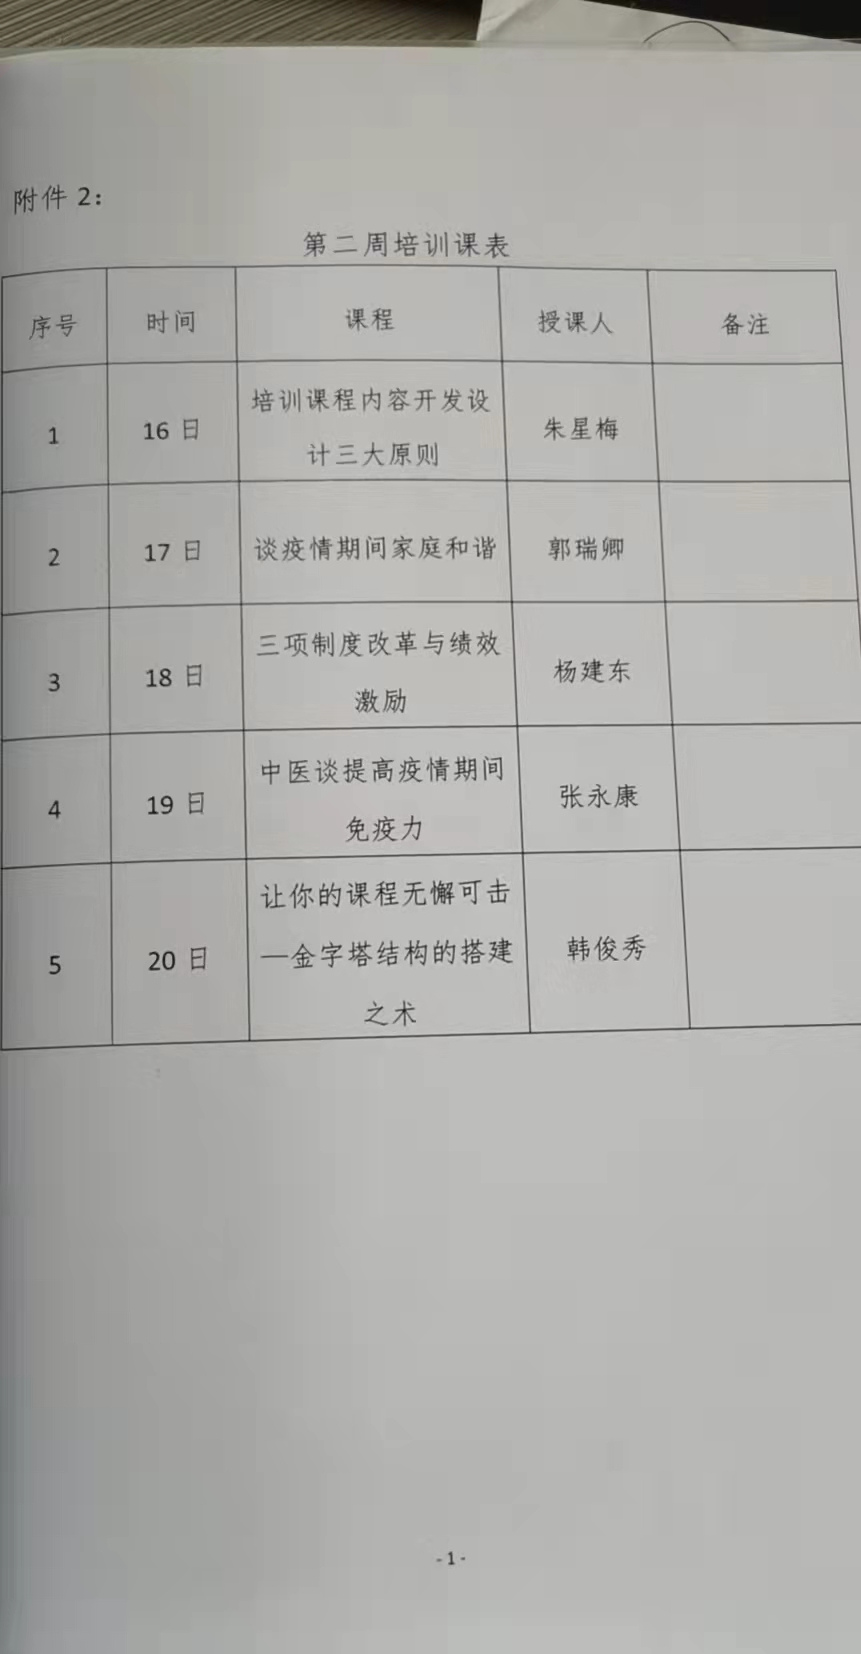 附件 2：
第二周培训课表
序号 时间 课程 授课人 备注
培训课程内容开发设
1 16 日 朱星梅
计三大原则
2 17 日 谈疫情期间家庭和谐 郭瑞卿
三项制度改革与绩效
3 18 日 杨建东
激励
中医谈提高疫情期间
4 19 日 张永康
免疫力
让你的课程无懈可击
5 20 日 —金字塔结构的搭建 韩俊秀
之术
- 1 -